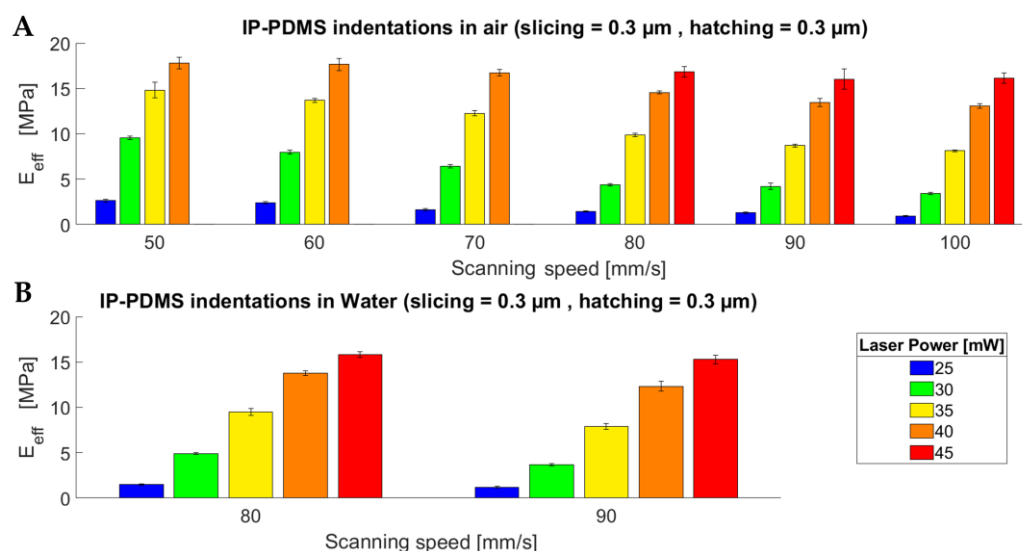 A
IP-PDMS indentations in air (slicing = 0.3 µm , hatching = 0.3 µm)
20
15
10
5
0
E_eff [MPa]
50 60 70 80 90 100
Scanning speed [mm/s]
B
IP-PDMS indentations in Water (slicing = 0.3 µm , hatching = 0.3 µm)
20
15
10
5
0
E_eff [MPa]
80 90
Scanning speed [mm/s]
Laser Power [mW]
25
30
35
40
45